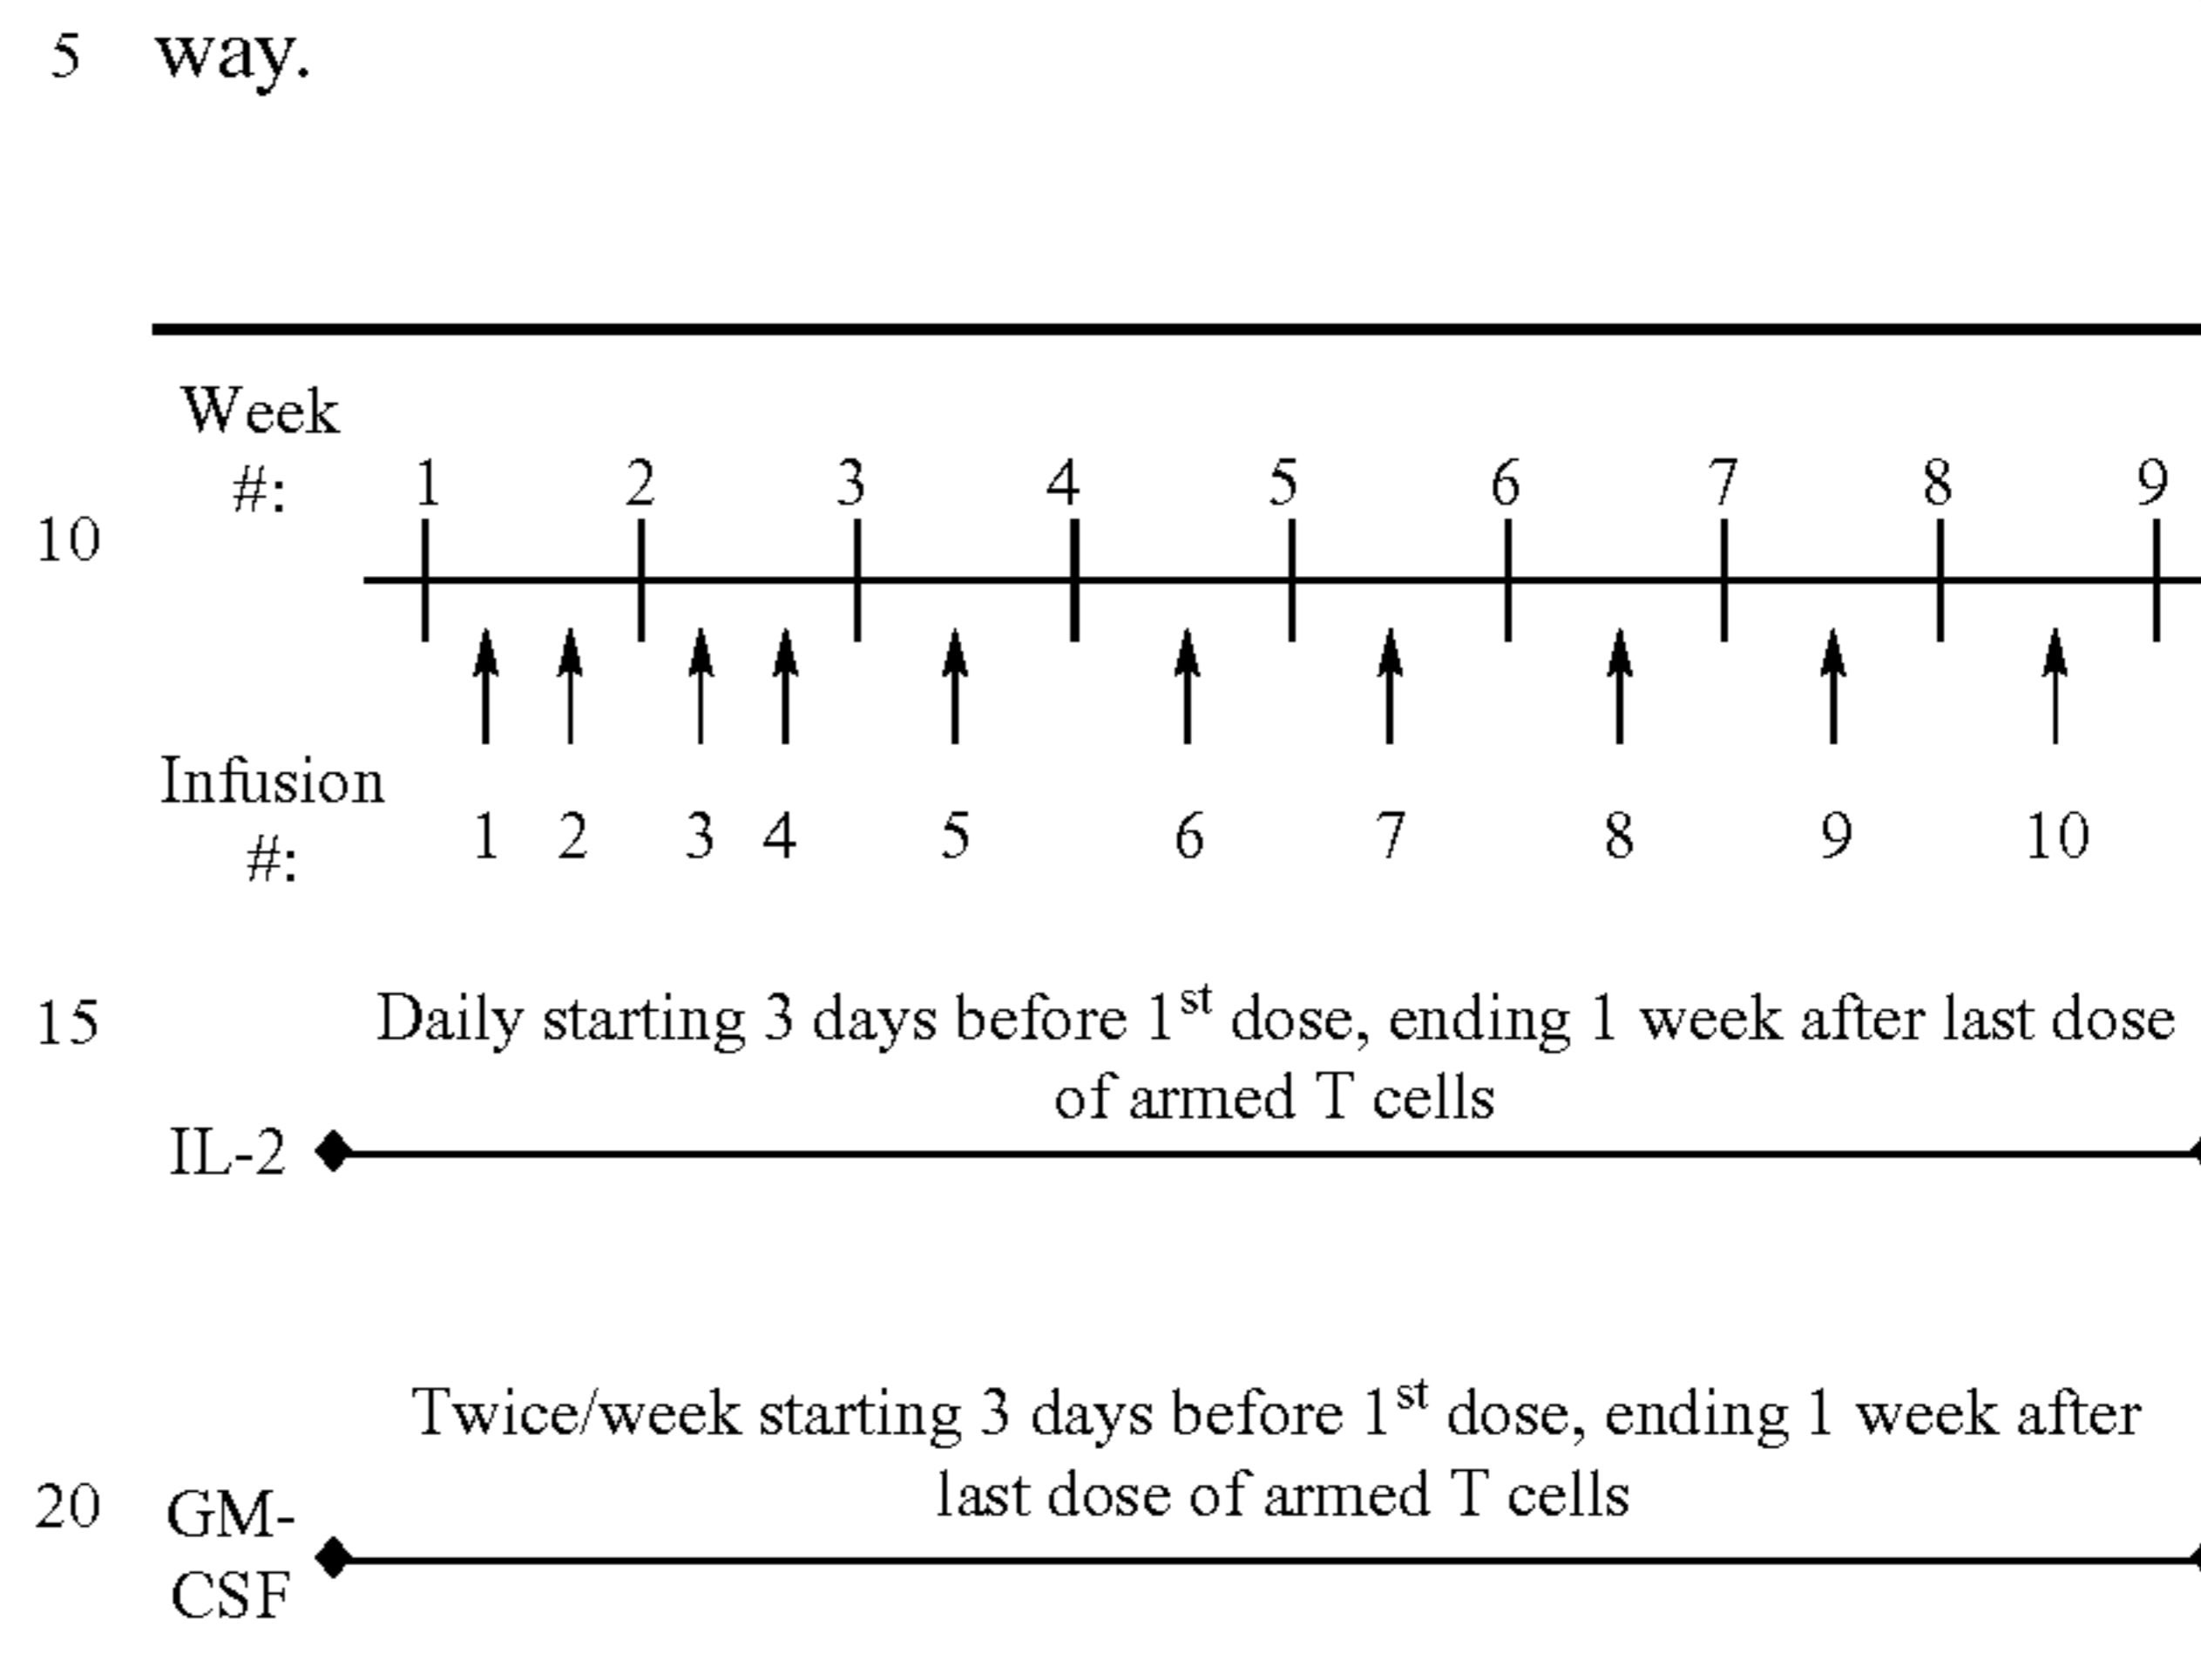 5 way.
Week
#:
1 2 3 4 5 6 7 8 9
10
Infusion
#:
1 2 3 4 5 6 7 8 9 10
15 Daily starting 3 days before 1st dose, ending 1 week after last dose
of armed T cells
IL-2
Twice/week starting 3 days before 1st dose, ending 1 week after
last dose of armed T cells
20 GM-
CSF